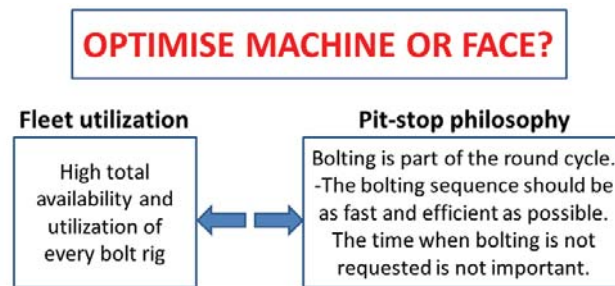 OPTIMISE MACHINE OR FACE?
Fleet utilization
High total
availability and
utilization of
every bolt rig
Pit-stop philosophy
Bolting is part of the round cycle.
-The bolting sequence should be
as fast and efficient as possible.
The time when bolting is not
requested is not important.